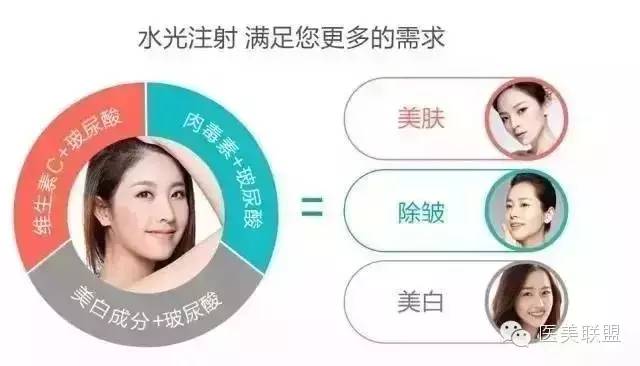 水光注射 满足您更多的需求
维生素C+玻尿酸
肉毒素+玻尿酸
美白成分+玻尿酸
=
美肤
除皱
美白
医美联盟